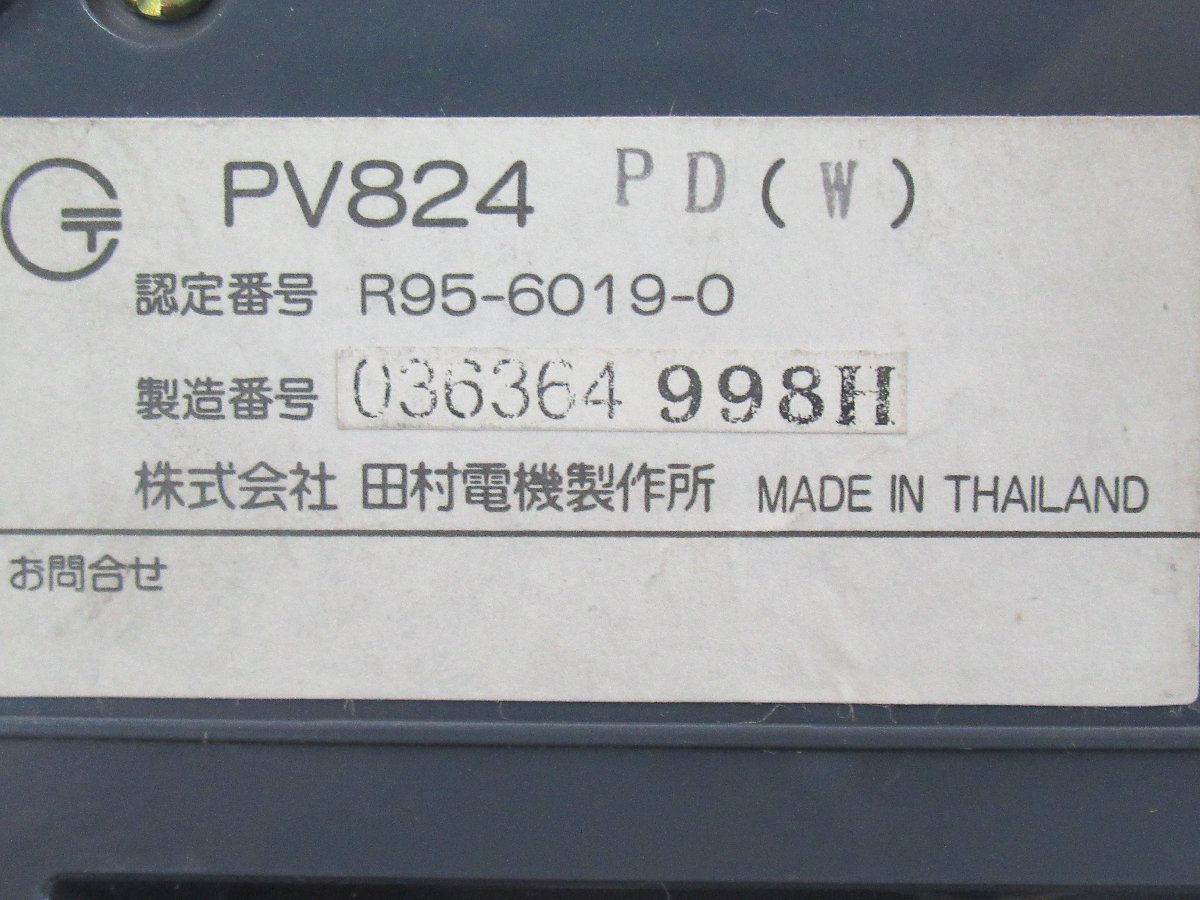 PV824 PD(W)
認定番号 R95-6019-0
製造番号 036364 998H
株式会社 田村電機製作所 MADE IN THAILAND
お問合せ